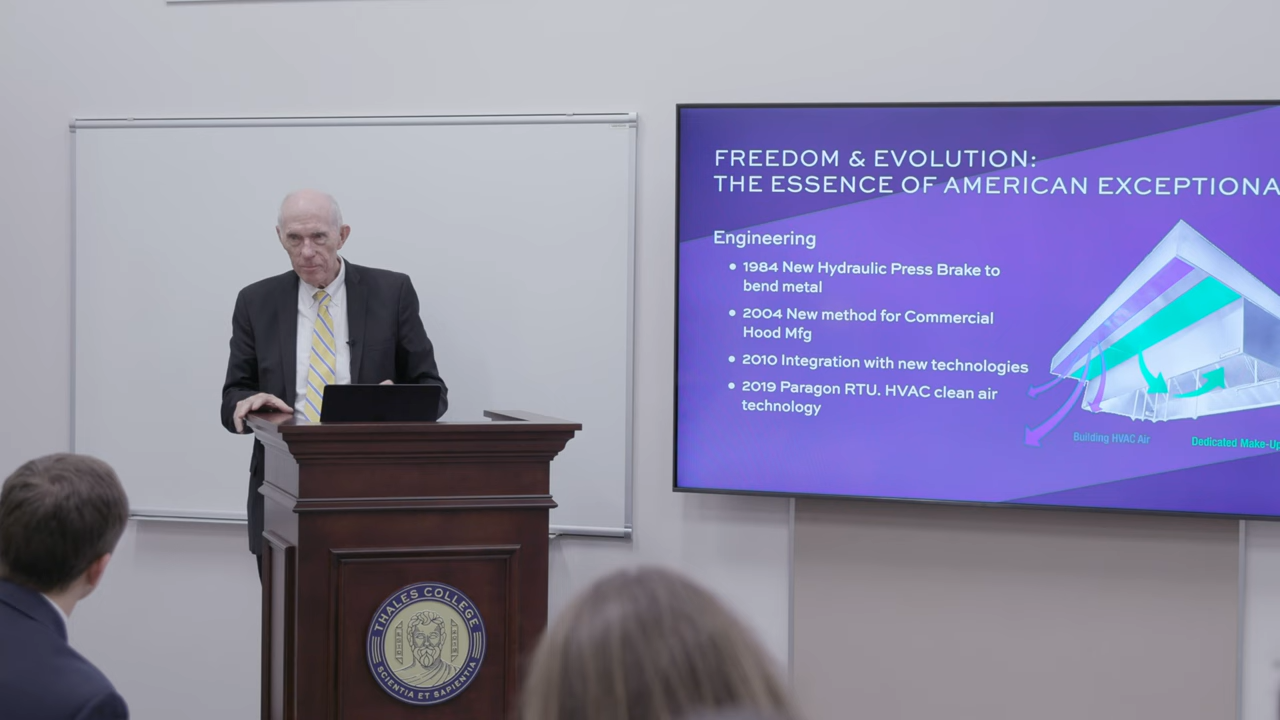 FREEDOM & EVOLUTION:
THE ESSENCE OF AMERICAN EXCEPTIONA
Engineering
• 1984 New Hydraulic Press Brake to
bend metal
• 2004 New method for Commercial
Hood Mfg
• 2010 Integration with new technologies
• 2019 Paragon RTU. HVAC clean air
technology
Building HVAC Air
Dedicated Make-Up
THALES COLLEGE
SCIENTIA ET SAPIENTIA